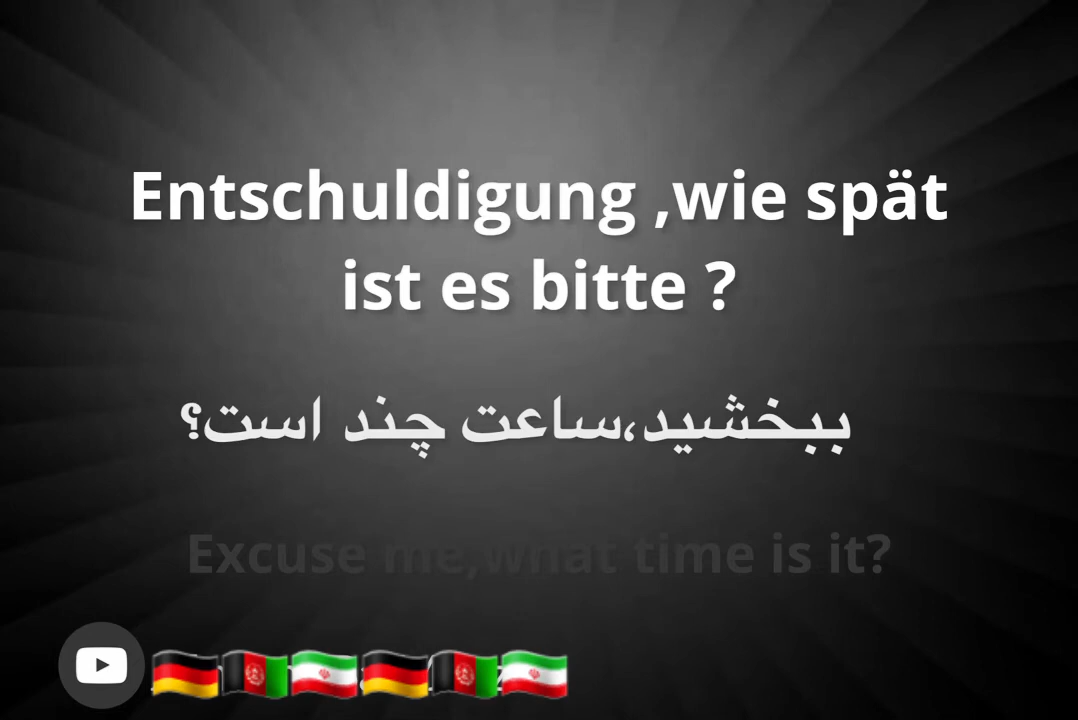 Entschuldigung ,wie spät
ist es bitte ?
ببخشید،ساعت چند است؟
Excuse me,what time is it?